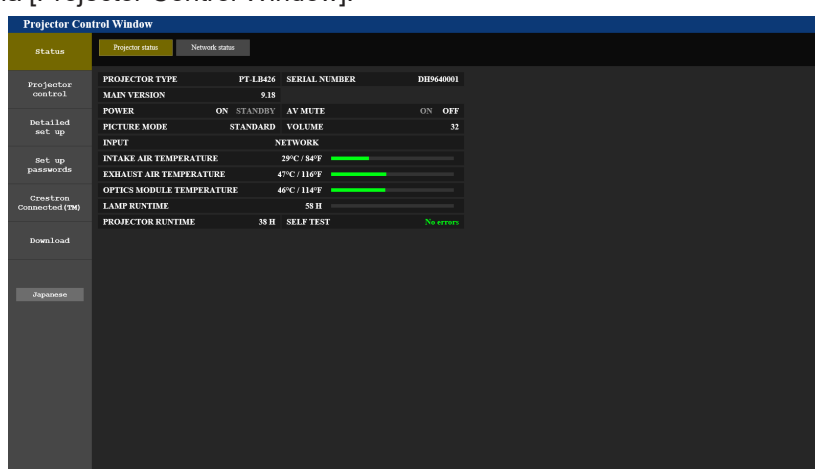 [Projector Control Window].
Projector Control Window
Status
Projector status Network status
Projector
control
Detailed
set up
Set up
passwords
Crestron
Connected(TM)
Download
Japanese
PROJECTOR TYPE PT-LB426 SERIAL NUMBER DH9640001
MAIN VERSION 9.18
POWER ON STANDBY AV MUTE ON OFF
PICTURE MODE STANDARD VOLUME 32
INPUT NETWORK
INTAKE AIR TEMPERATURE 29°C / 84°F
EXHAUST AIR TEMPERATURE 47°C / 116°F
OPTICS MODULE TEMPERATURE 46°C / 114°F
LAMP RUNTIME 58 H
PROJECTOR RUNTIME 38 H SELF TEST No errors